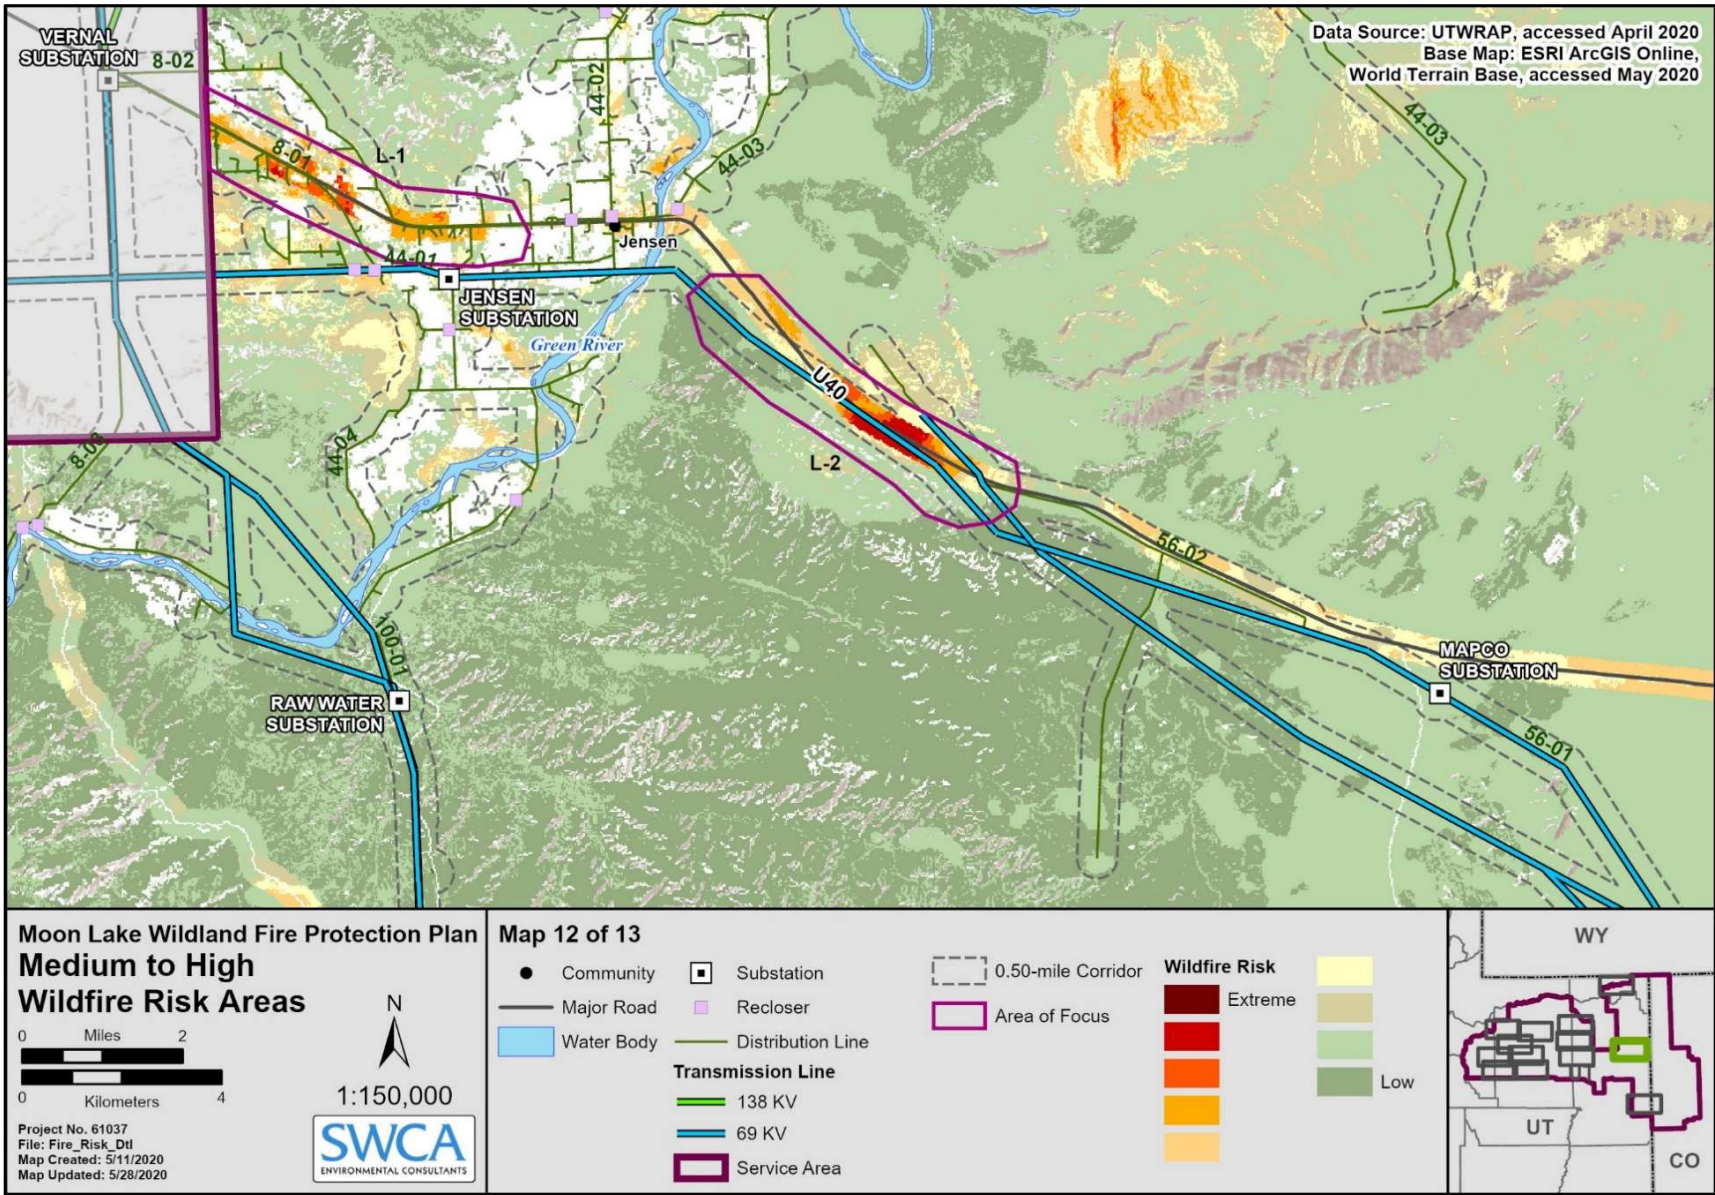 VERNAL
SUBSTATION
8-02
Data Source: UTWRAP, accessed April 2020
Base Map: ESRI ArcGIS Online,
World Terrain Base, accessed May 2020
44-02
44-03
44-03
8-01
L-1
Jensen
44-01
JENSEN
SUBSTATION
Green River
U40
L-2
44-04
8-03
56-02
100-01
RAW WATER
SUBSTATION
MAPCO
SUBSTATION
56-01
Moon Lake Wildland Fire Protection Plan
Medium to High
Wildfire Risk Areas
0 Miles 2
0 Kilometers 4
N
1:150,000
Project No. 61037
File: Fire_Risk_Dtl
Map Created: 5/11/2020
Map Updated: 5/28/2020
SWCA
ENVIRONMENTAL CONSULTANTS
Map 12 of 13
Community
Major Road
Water Body
Substation
Recloser
Distribution Line
Transmission Line
138 KV
69 KV
Service Area
0.50-mile Corridor
Area of Focus
Wildfire Risk
Extreme
Low
WY
UT
CO